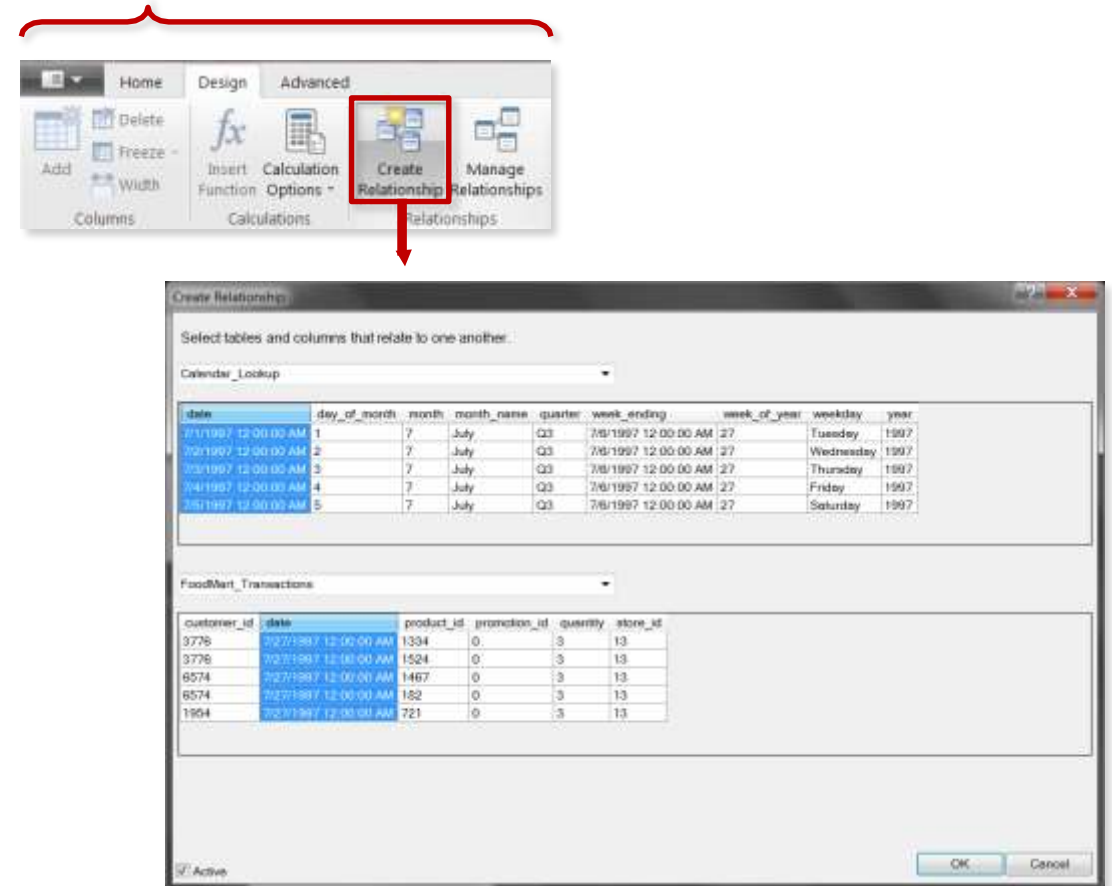 Home Design Advanced
Delete
Freeze
Width
Add
Insert Function
Calculation Options
Create Relationship
Manage Relationships
Columns Calculations Relationships
Create Relationship
Select tables and columns that relate to one another.
Calendar_Lookup
date day_of_month month month_name quarter week_ending week_of_year weekday year
7/1/1997 12:00:00 AM 1 7 July Q3 7/6/1997 12:00:00 AM 27 Tuesday 1997
7/2/1997 12:00:00 AM 2 7 July Q3 7/6/1997 12:00:00 AM 27 Wednesday 1997
7/3/1997 12:00:00 AM 3 7 July Q3 7/6/1997 12:00:00 AM 27 Thursday 1997
7/4/1997 12:00:00 AM 4 7 July Q3 7/6/1997 12:00:00 AM 27 Friday 1997
7/5/1997 12:00:00 AM 5 7 July Q3 7/6/1997 12:00:00 AM 27 Saturday 1997
FoodMart_Transactions
customer_id date product_id promotion_id quantity store_id
3776 7/27/1997 12:00:00 AM 1334 0 3 13
3776 7/27/1997 12:00:00 AM 1524 0 3 13
6574 7/27/1997 12:00:00 AM 1467 0 3 13
6574 7/27/1997 12:00:00 AM 182 0 3 13
1954 7/27/1997 12:00:00 AM 721 0 3 13
Active
OK Cancel